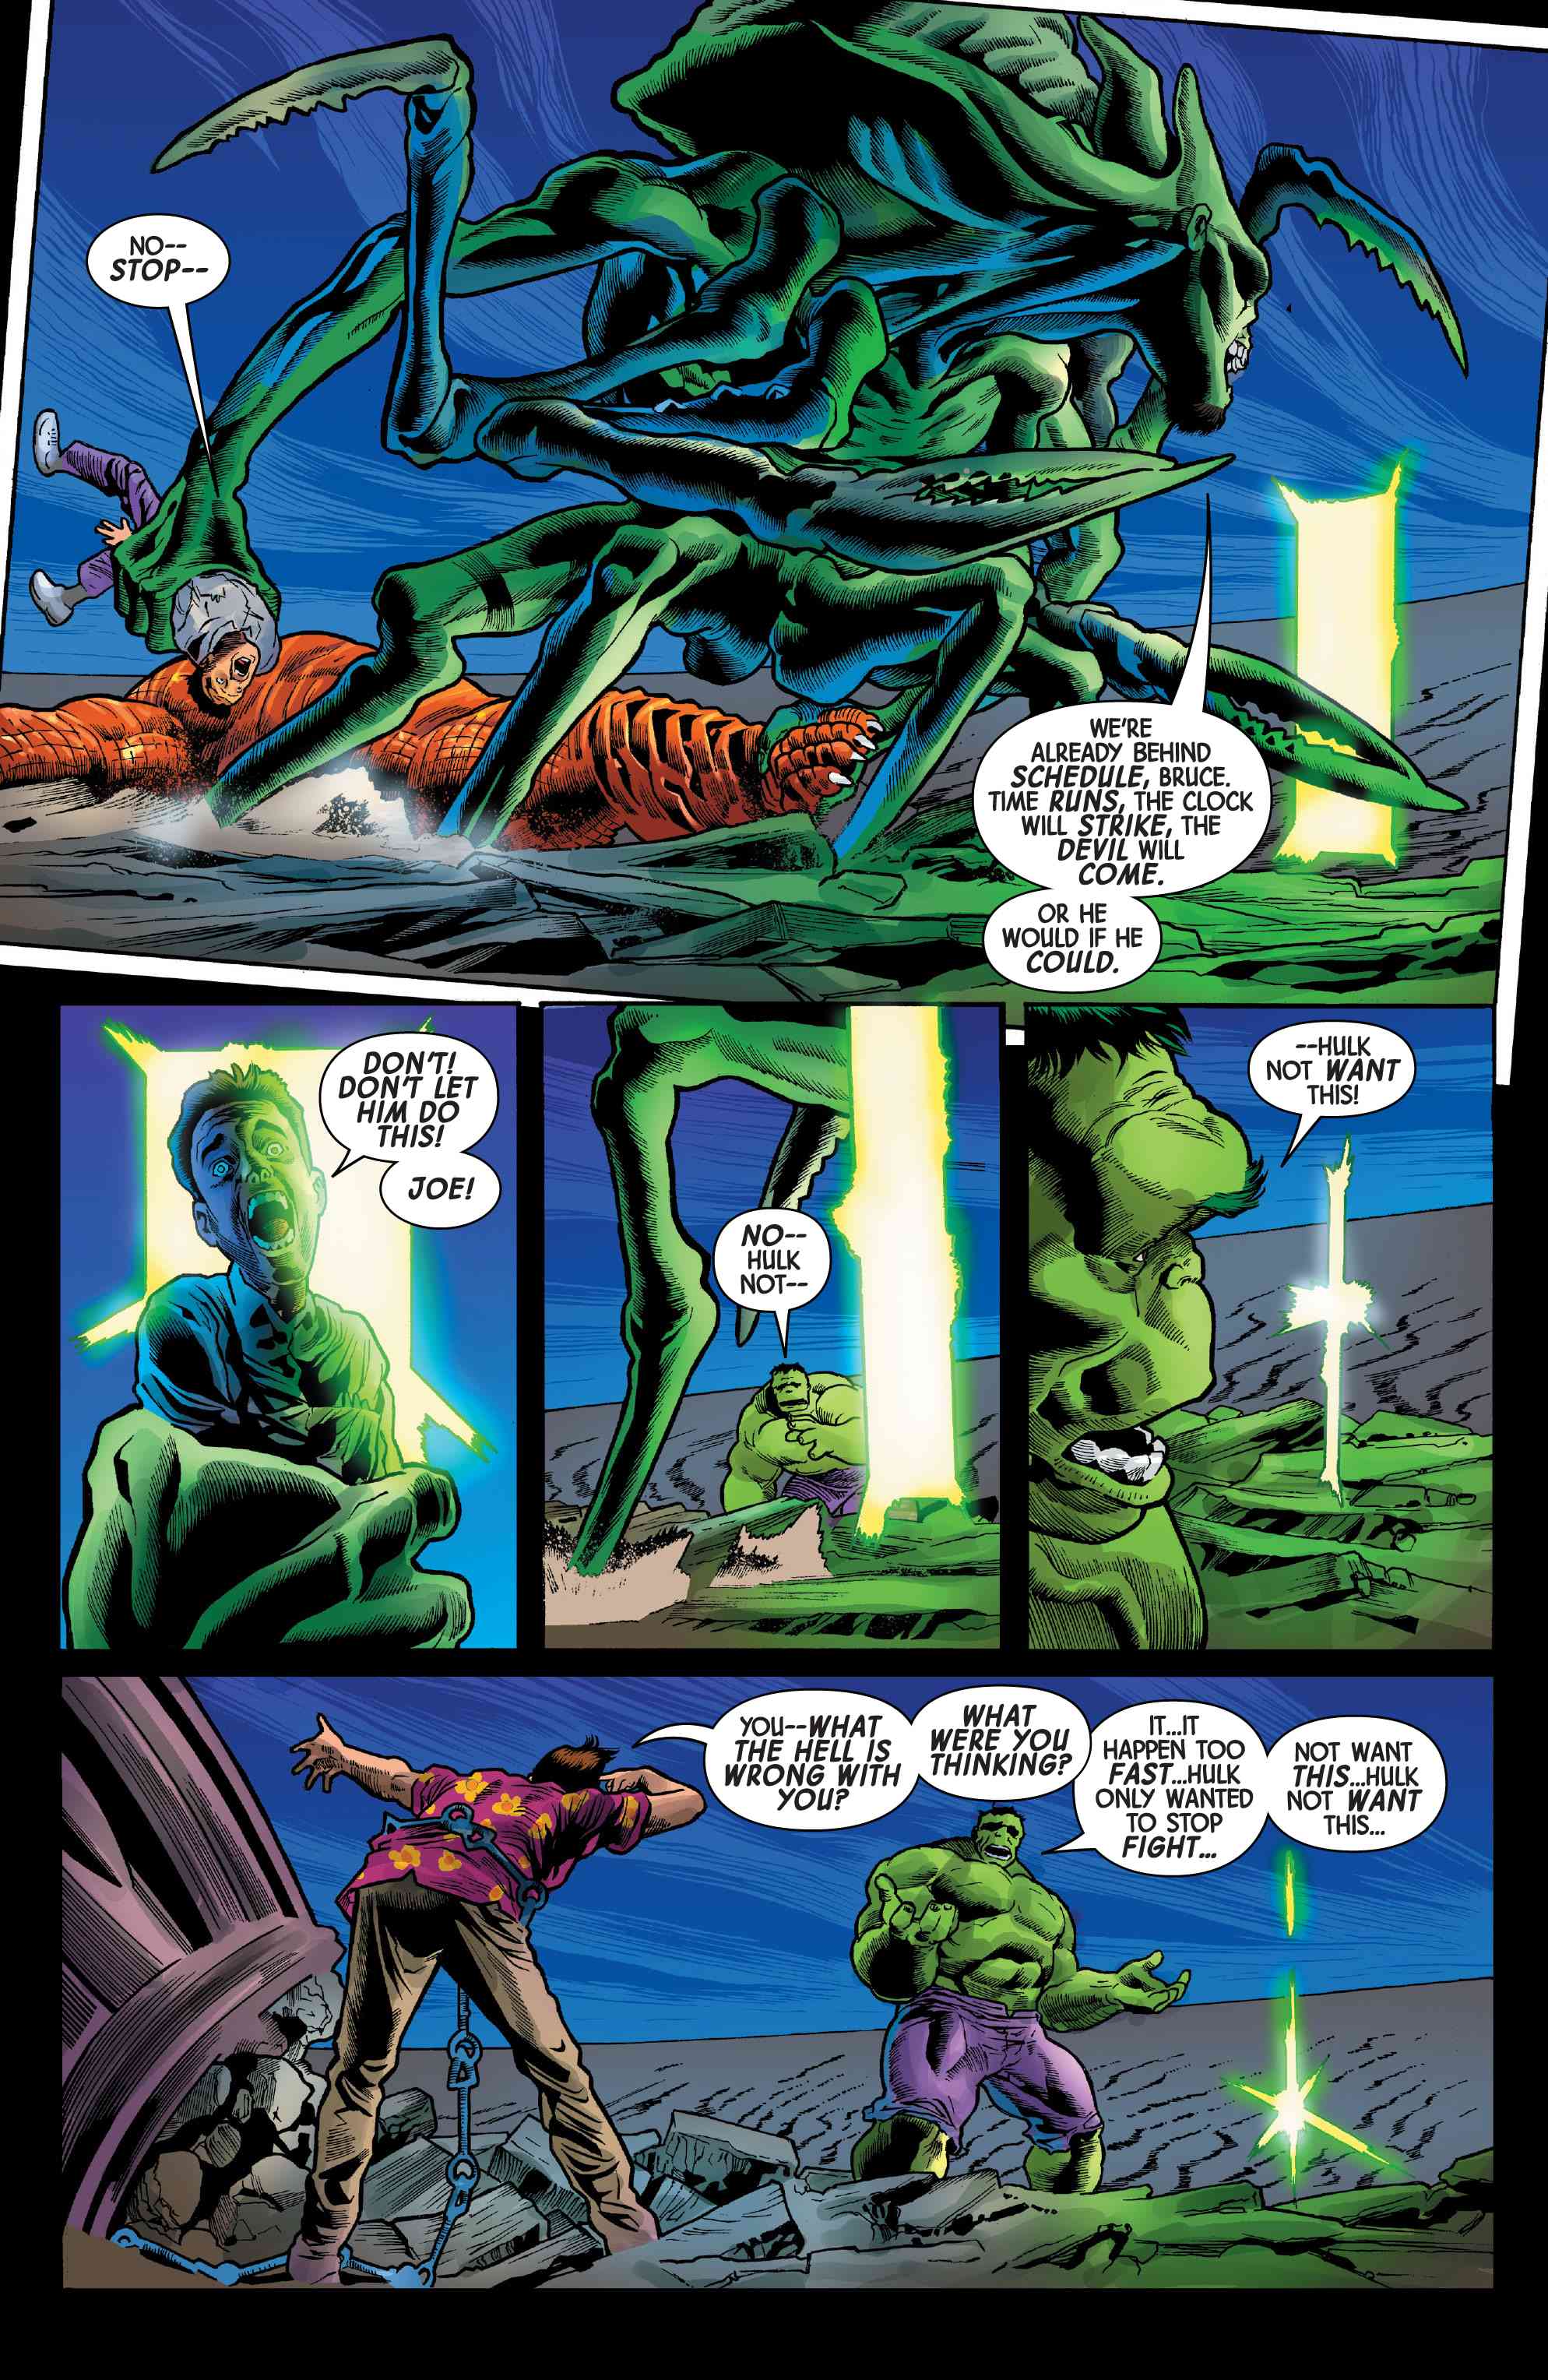 NO--
STOP--
WE'RE
ALREADY BEHIND
SCHEDULE, BRUCE.
TIME RUNS, THE CLOCK
WILL STRIKE, THE
DEVIL WILL
COME.
OR HE
WOULD IF HE
COULD.
DON'T!
DON'T LET
HIM DO
THIS!
JOE!
NO--
HULK
NOT--
--HULK
NOT WANT
THIS!
YOU--WHAT
THE HELL IS
WRONG WITH
YOU?
WHAT
WERE YOU
THINKING?
IT...IT
HAPPEN TOO
FAST...HULK
ONLY WANTED
TO STOP
FIGHT...
NOT WANT
THIS...HULK
NOT WANT
THIS...